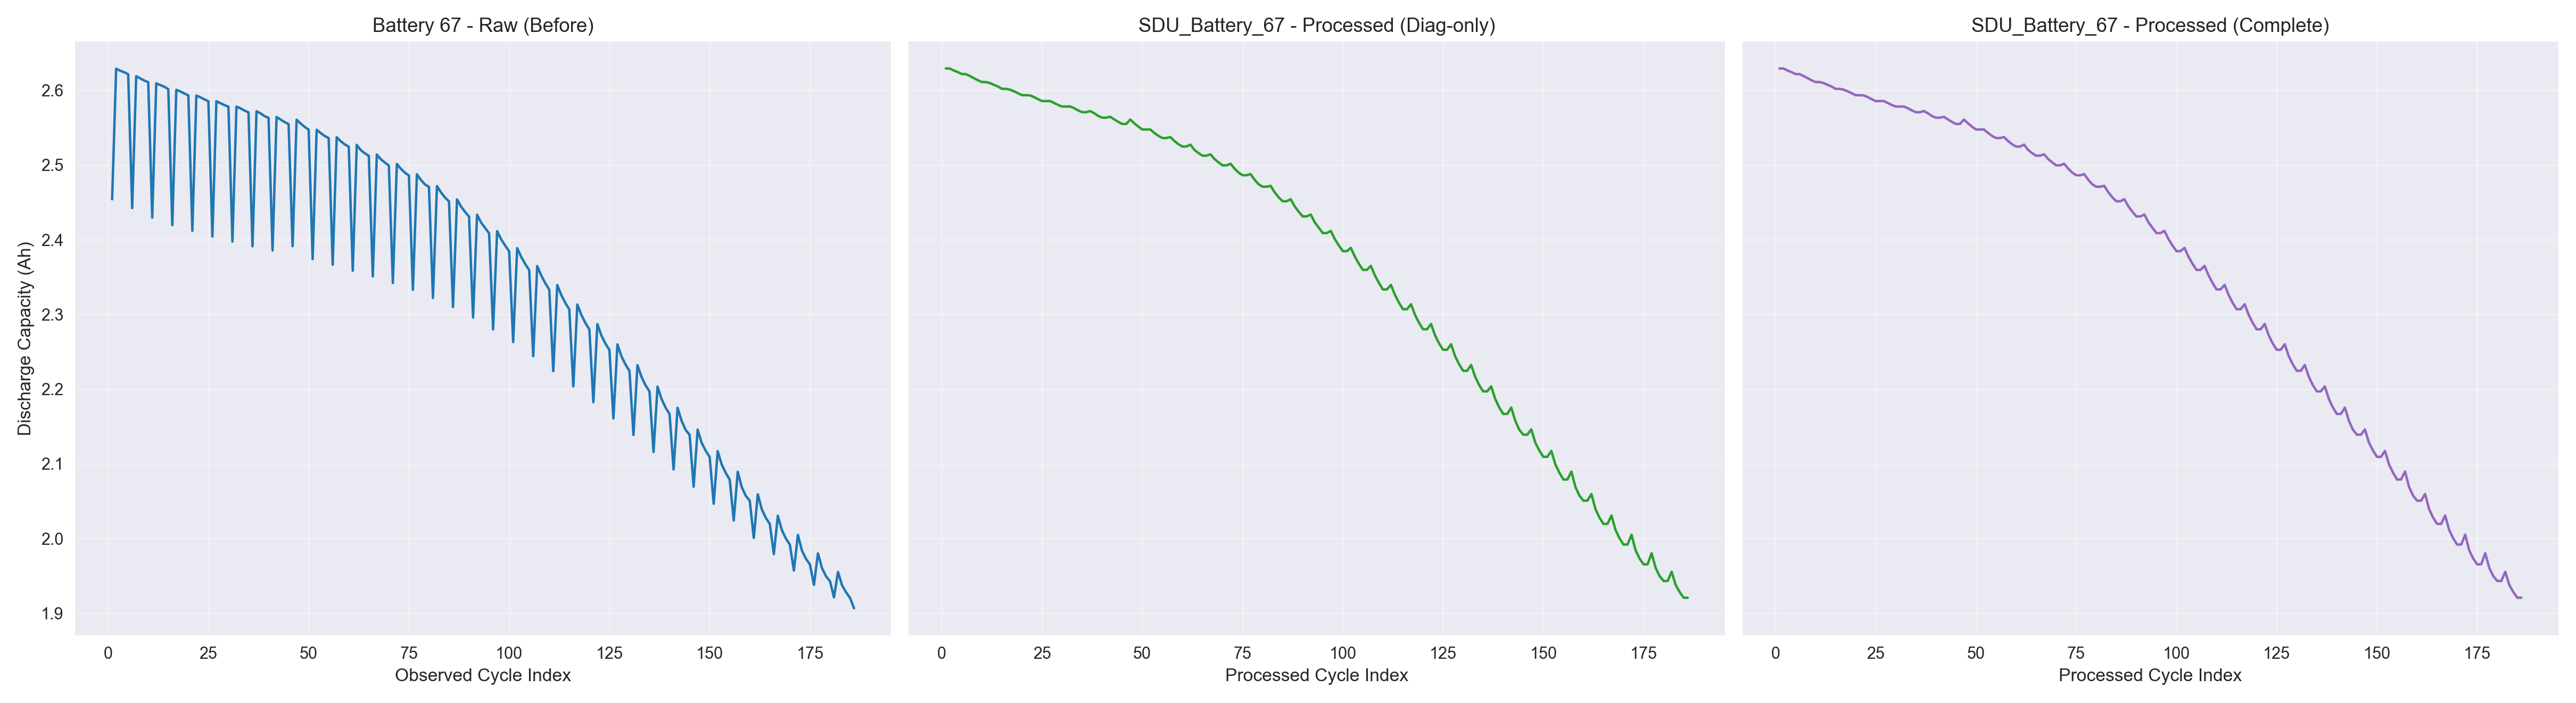 Battery 67 - Raw (Before)
SDU_Battery_67 - Processed (Diag-only)
SDU_Battery_67 - Processed (Complete)
Discharge Capacity (Ah)
2.6
2.5
2.4
2.3
2.2
2.1
2.0
1.9
0 25 50 75 100 125 150 175
0 25 50 75 100 125 150 175
0 25 50 75 100 125 150 175
Observed Cycle Index
Processed Cycle Index
Processed Cycle Index